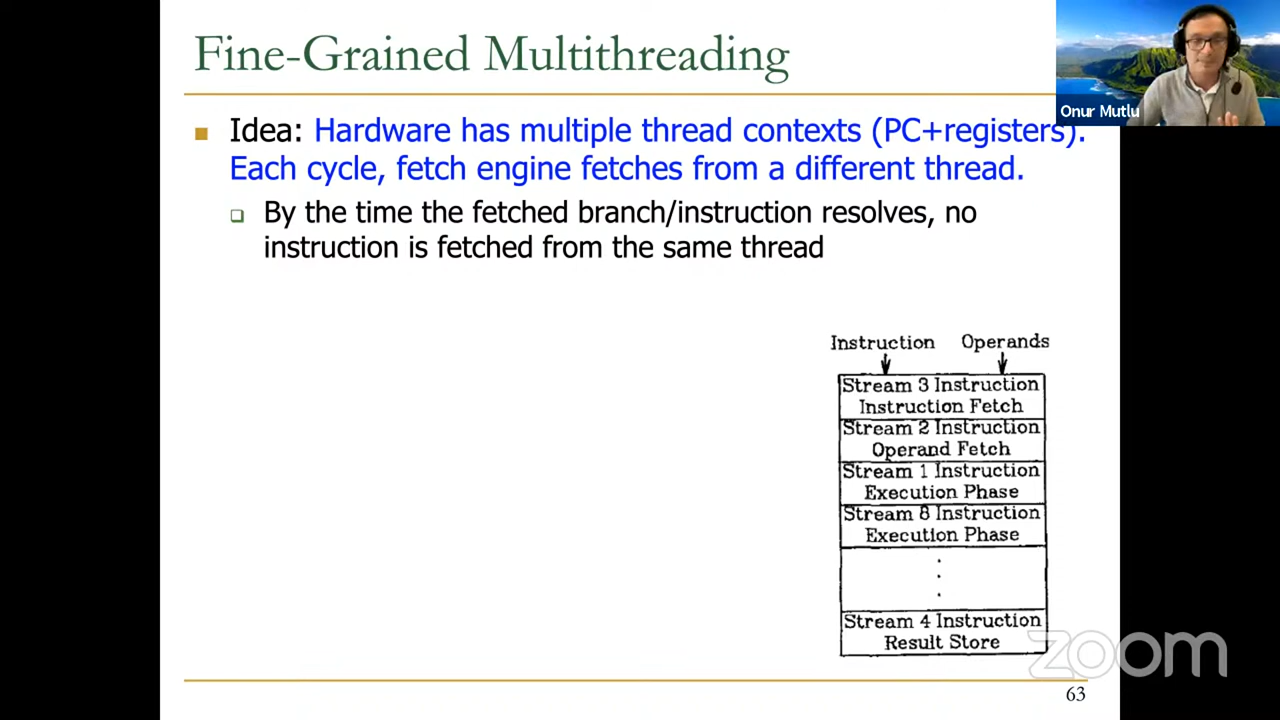 Fine-Grained Multithreading
Onur Mutlu
Idea: Hardware has multiple thread contexts (PC+registers).
Each cycle, fetch engine fetches from a different thread.
By the time the fetched branch/instruction resolves, no
instruction is fetched from the same thread
Instruction Operands
Stream 3 Instruction
Instruction Fetch
Stream 2 Instruction
Operand Fetch
Stream 1 Instruction
Execution Phase
Stream 8 Instruction
Execution Phase
Stream 4 Instruction
Result Store
zoom
63